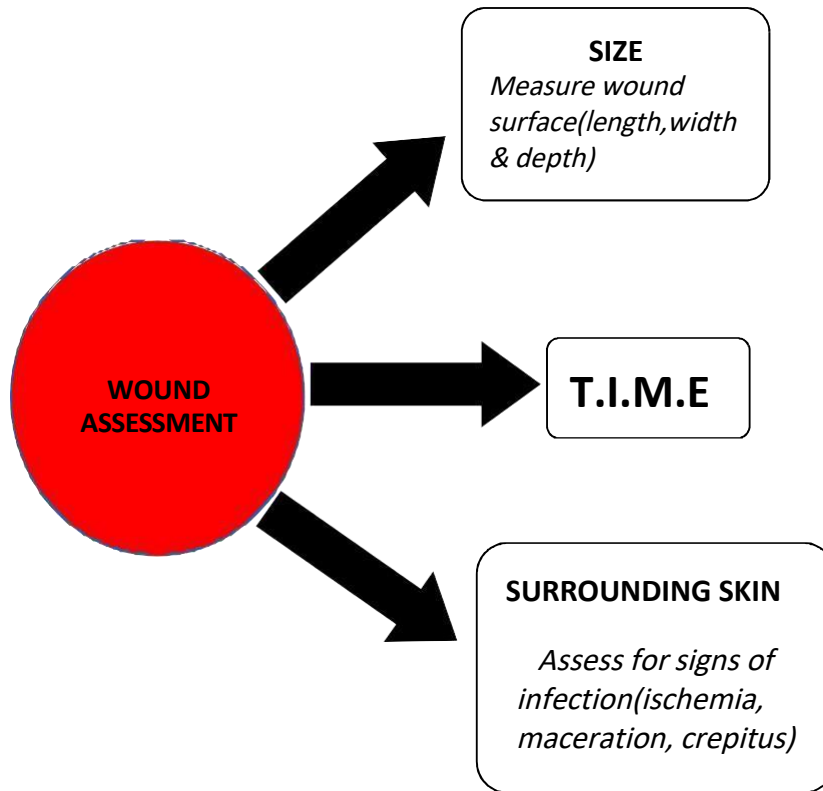 SIZE
Measure wound
surface(length,width
& depth)
WOUND
ASSESSMENT
T.I.M.E
SURROUNDING SKIN
Assess for signs of
infection(ischemia,
maceration, crepitus)